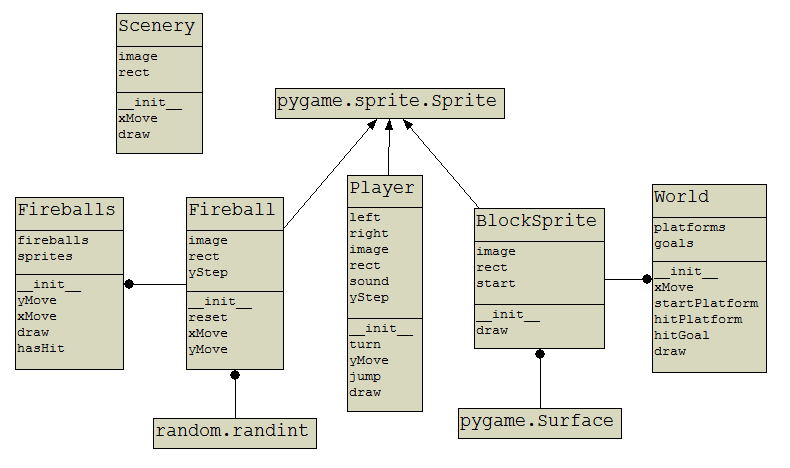 Scenery
image
rect
__init__
xMove
draw
pygame.sprite.Sprite
Fireballs
fireballs
sprites
__init__
yMove
xMove
draw
hasHit
Fireball
image
rect
yStep
__init__
reset
xMove
yMove
Player
left
right
image
rect
sound
yStep
__init__
turn
yMove
jump
draw
BlockSprite
image
rect
start
__init__
draw
World
platforms
goals
__init__
xMove
startPlatform
hitPlatform
hitGoal
draw
random.randint
pygame.Surface